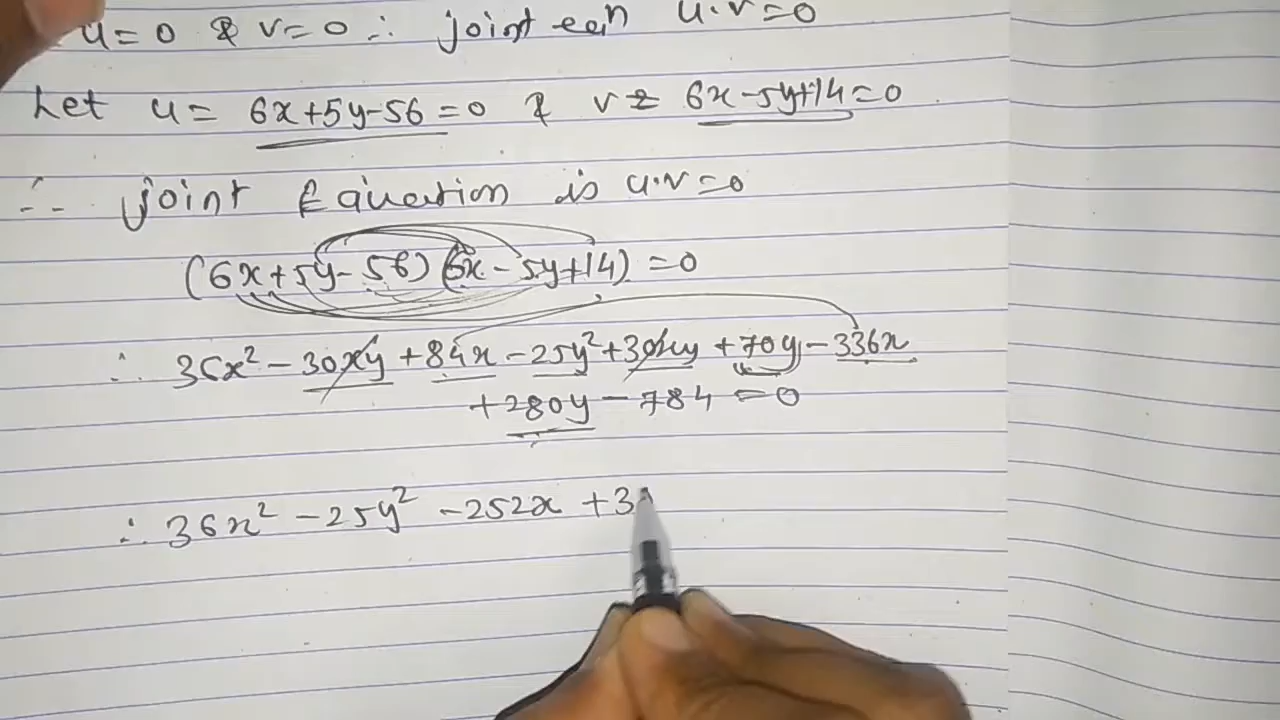 u = 0 & v = 0 ∴ joint eqn u.v = 0
Let u = 6x+5y-56 = 0 & v = 6x-5y+14 = 0
∴ joint Equation is u.v = 0
(6x+5y-56) (6x-5y+14) = 0
∴ 36x² - 30xy + 84x - 25y² + 30xy + 70y - 336x
+ 280y - 784 = 0
∴ 36x² - 25y² - 252x + 3